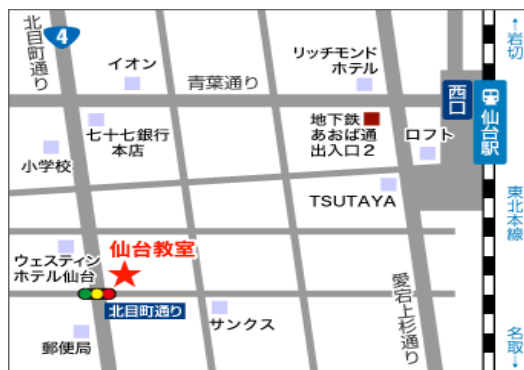 北目町通り
4
イオン
青葉通り
リッチモンド
ホテル
西口
仙台駅
↑岩切
七十七銀行
本店
小学校
地下鉄
あおば通
出入口2
ロフト
TSUTAYA
東北本線
仙台教室
ウェスティン
ホテル仙台
北目町通り
サンクス
愛宕上杉通り
郵便局
名取→